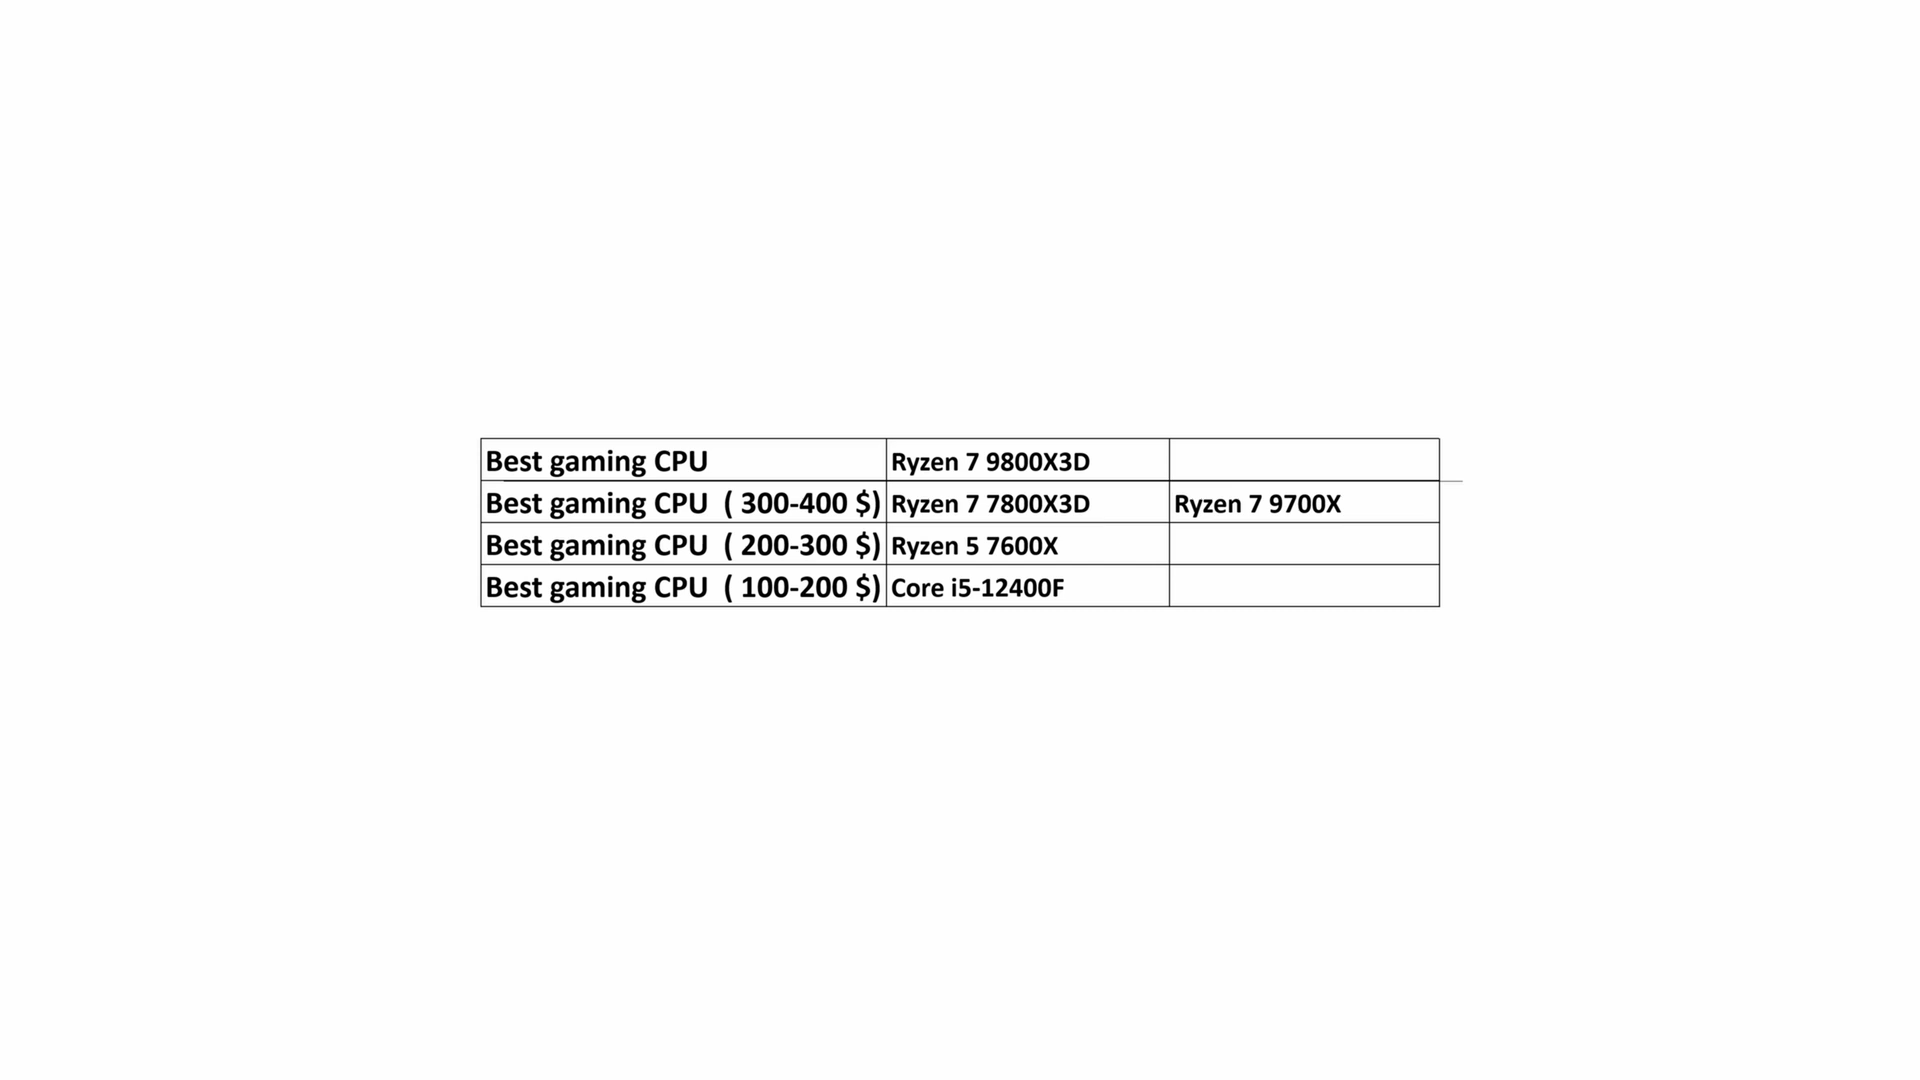 Best gaming CPU Ryzen 7 9800X3D
Best gaming CPU ( 300-400 $) Ryzen 7 7800X3D Ryzen 7 9700X
Best gaming CPU ( 200-300 $) Ryzen 5 7600X
Best gaming CPU ( 100-200 $) Core i5-12400F